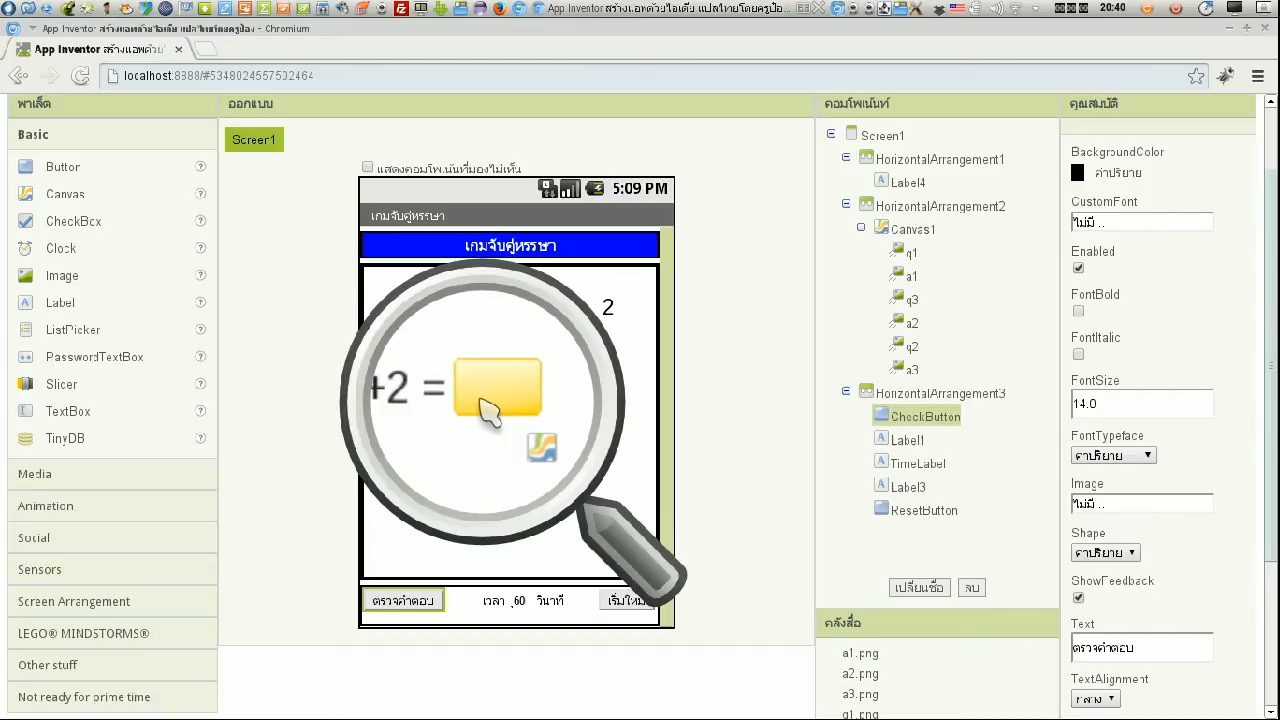 20:40
App Inventor สร้างแอพด้วยไอเดีย แปลไทยโดยครูป้อม - Chromium
App Inventor สร้างแอพด้วย
localhost:8888/#5348024557502464
พาเล็ต
ออกแบบ
คอมโพเน้นท์
คุณสมบัติ
Basic
Button
Canvas
CheckBox
Clock
Image
Label
ListPicker
PasswordTextBox
Slicer
TextBox
TinyDB
Media
Animation
Social
Sensors
Screen Arrangement
LEGO® MINDSTORMS®
Other stuff
Not ready for prime time
Screen1
แสดงคอมโพเน้นที่มองไม่เห็น
5:09 PM
เกมจับคู่หรรษา
เกมจับคู่หรรษา
2
+2 =
ตรวจคำตอบ
เวลา
60
วินาที
เริ่มใหม่
Screen1
HorizontalArrangement1
Label4
HorizontalArrangement2
Canvas1
q1
a1
q3
a2
q2
a3
HorizontalArrangement3
CheckButton
Label1
TimeLabel
Label3
ResetButton
เปลี่ยนชื่อ
ลบ
คลังสื่อ
a1.png
a2.png
a3.png
q1.png
BackgroundColor
ค่าปริยาย
CustomFont
ไม่มี ..
Enabled
FontBold
FontItalic
FontSize
14.0
FontTypeface
ค่าปริยาย
Image
ไม่มี ..
Shape
ค่าปริยาย
ShowFeedback
Text
ตรวจคำตอบ
TextAlignment
กลาง